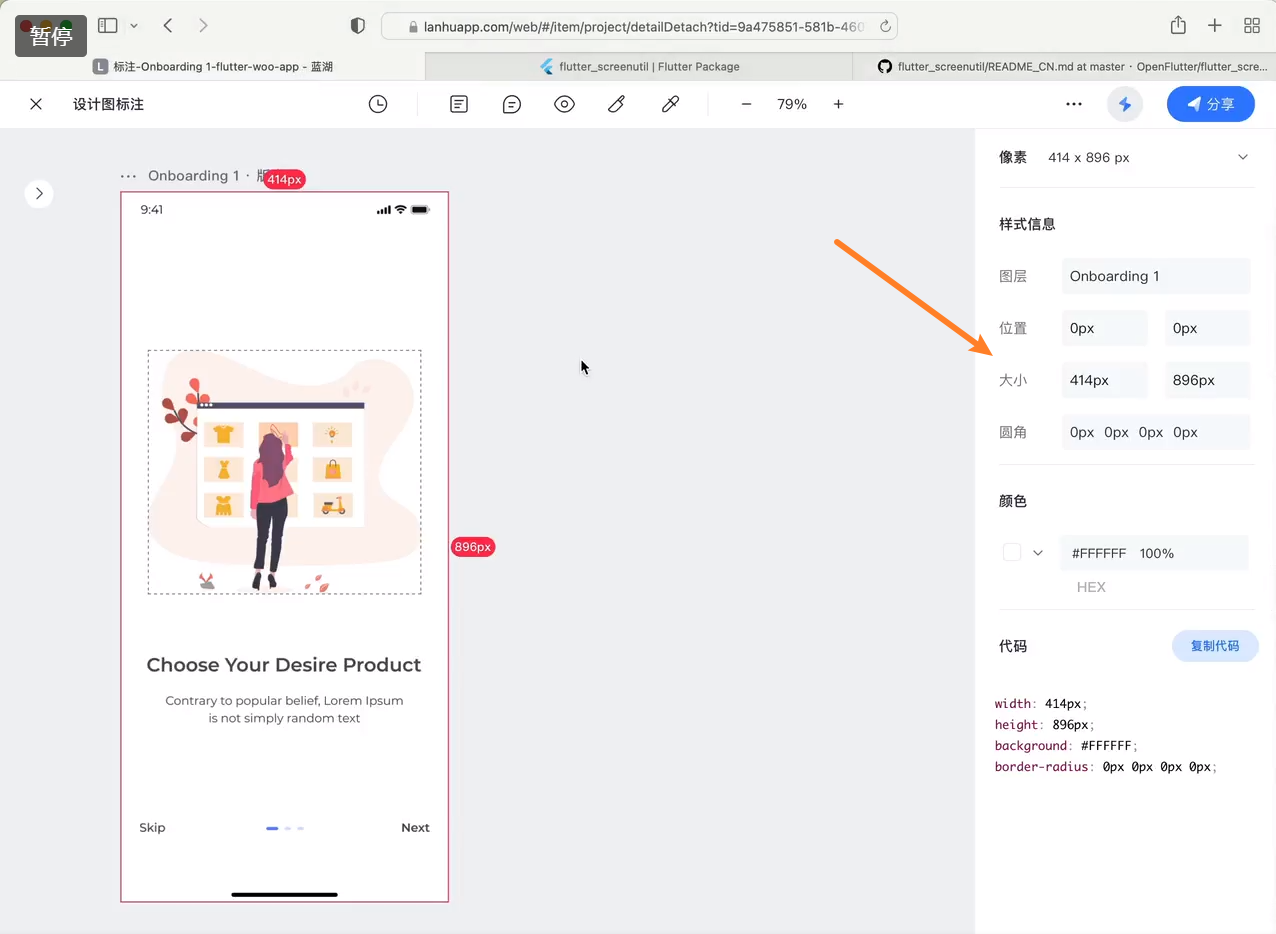 暂停
lanhuapp.com/web/#/item/project/detailDetach?tid=9a475851-581b-460
L 标注-Onboarding 1-flutter-woo-app - 蓝湖
flutter_screenutil | Flutter Package
flutter_screenutil/README_CN.md at master · OpenFlutter/flutter_scre...
设计图标注
79%
分享
像素 414 x 896 px
··· Onboarding 1 ·
414px
9:41
896px
Choose Your Desire Product
Contrary to popular belief, Lorem Ipsum
is not simply random text
Skip
Next
样式信息
图层 Onboarding 1
位置 0px 0px
大小 414px 896px
圆角 0px 0px 0px 0px
颜色
#FFFFFF 100%
HEX
代码
复制代码
width: 414px;
height: 896px;
background: #FFFFFF;
border-radius: 0px 0px 0px 0px;